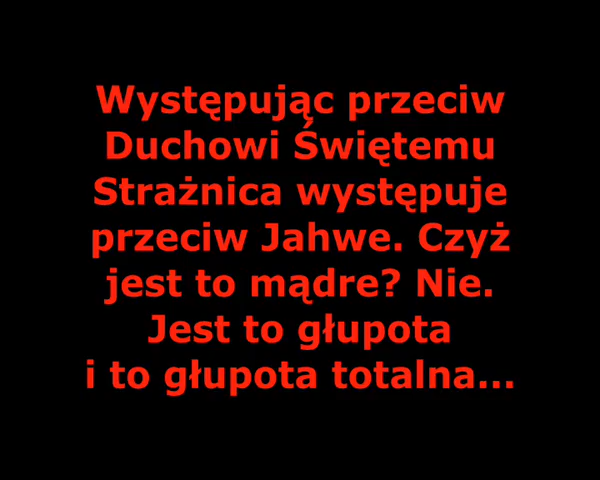 Występując przeciw
Duchowi Świętemu
Strażnica występuje
przeciw Jahwe. Czyż
jest to mądre? Nie.
Jest to głupota
i to głupota totalna...